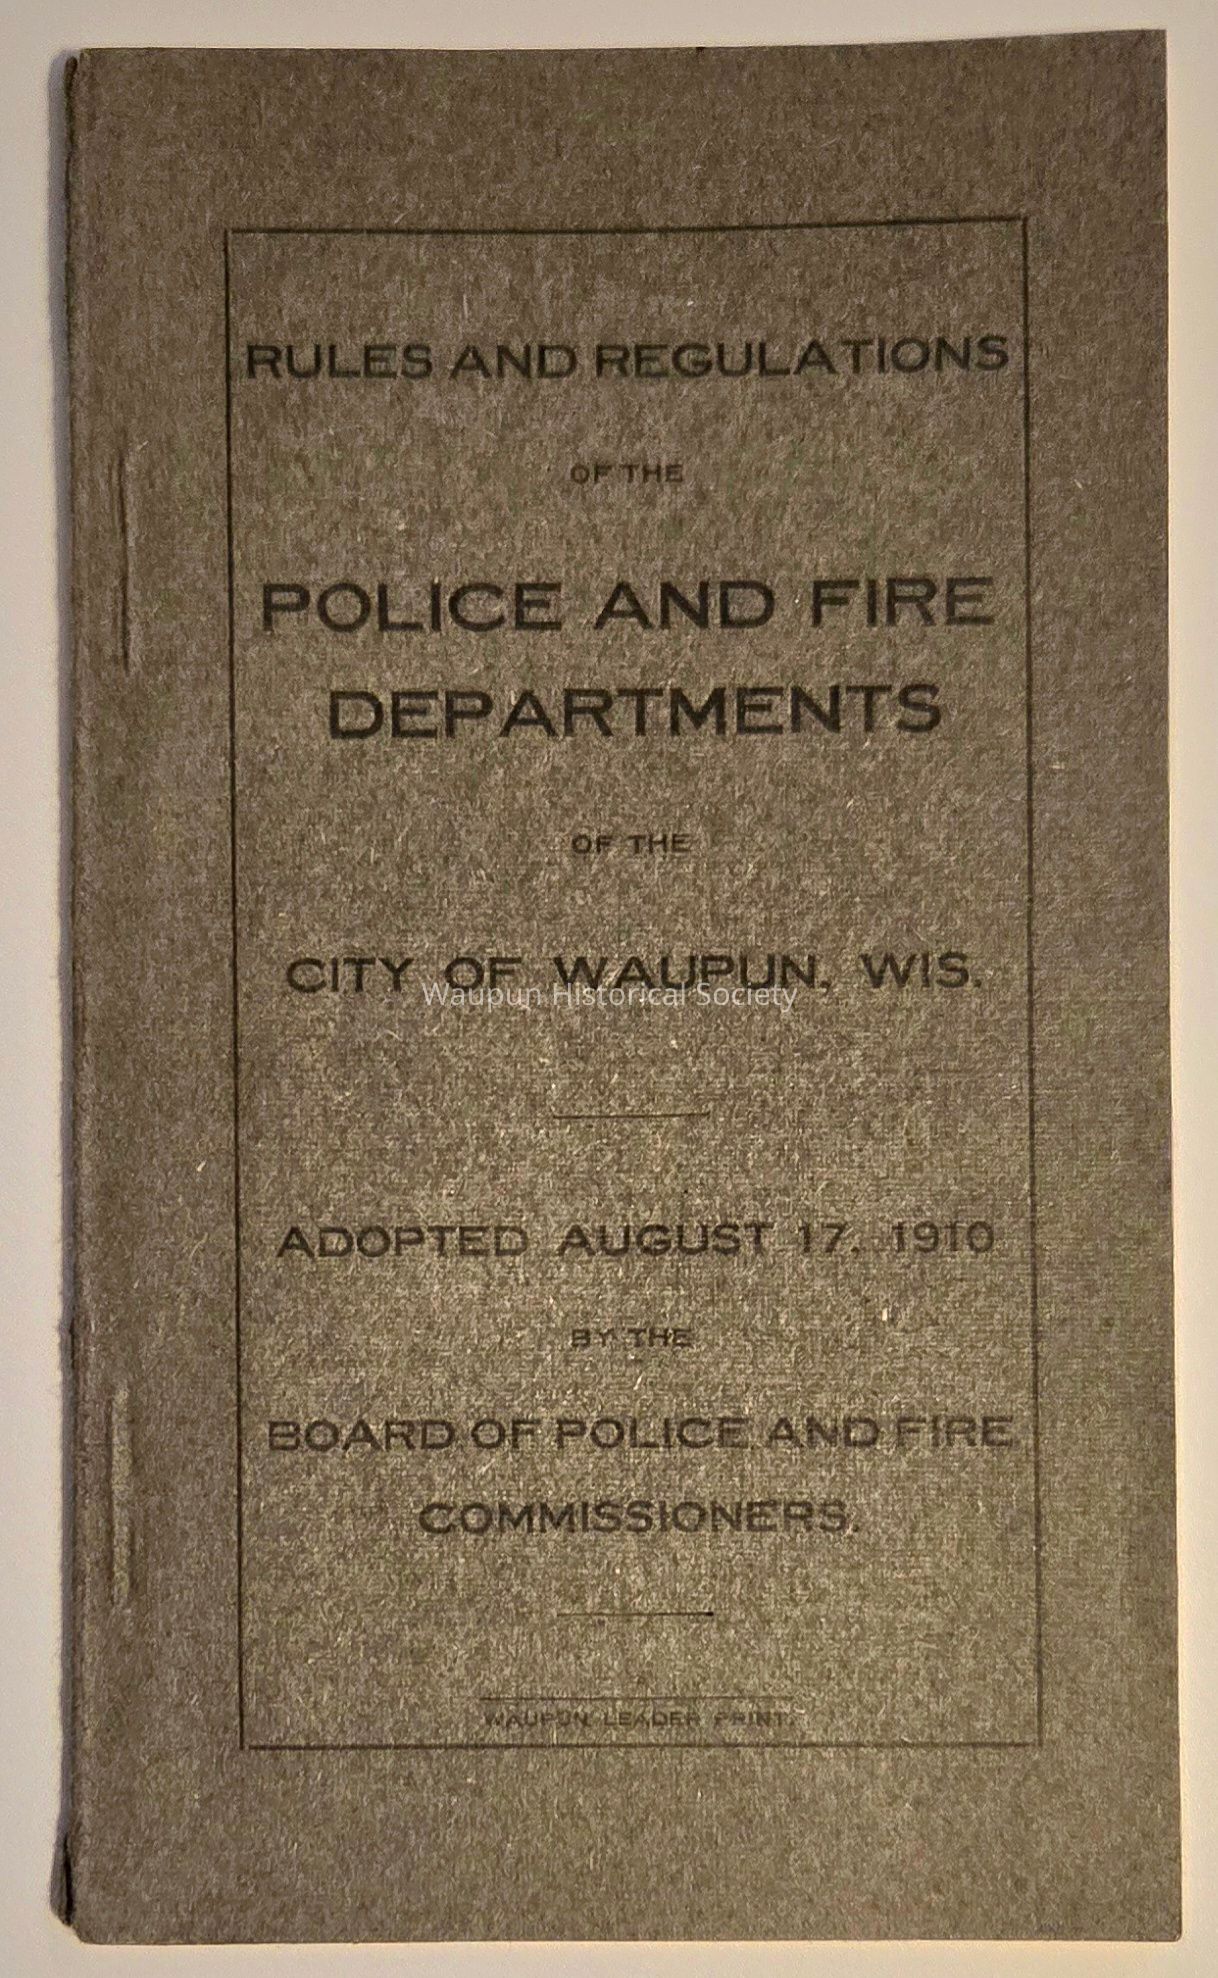 RULES AND REGULATIONS
OF THE
POLICE AND FIRE
DEPARTMENTS
OF THE
CITY OF WAUPUN, WIS.
Waupun Historical Society
ADOPTED AUGUST 17, 1910
BY THE
BOARD OF POLICE AND FIRE
COMMISSIONERS.
WAUPUN LEADER PRINT.